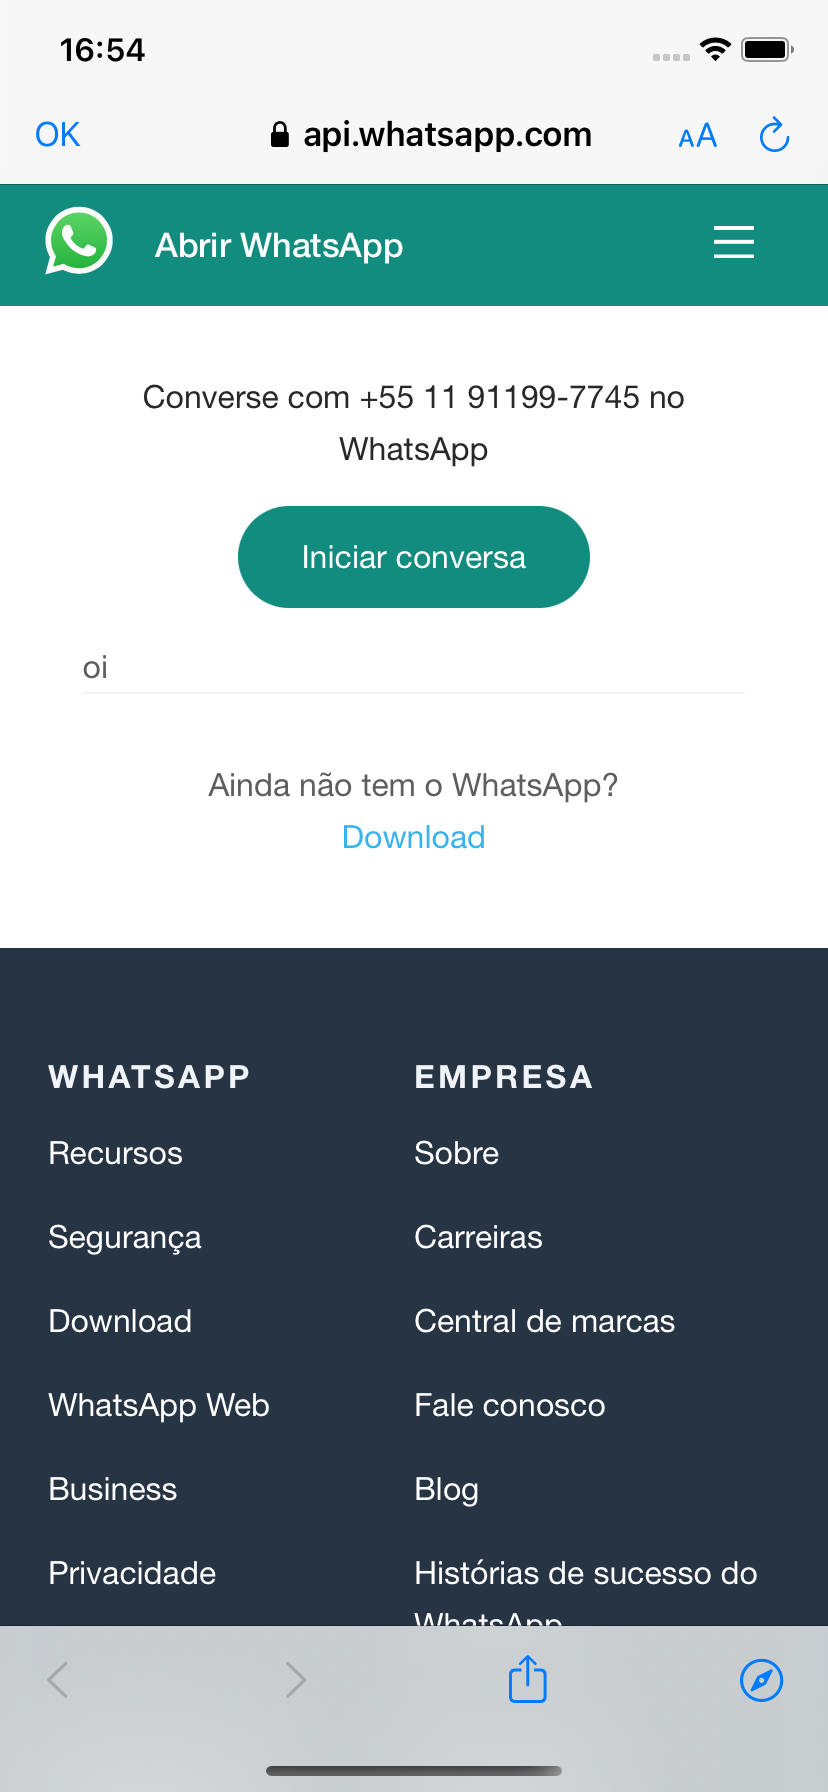 16:54
OK
api.whatsapp.com
AA
Abrir WhatsApp
Converse com +55 11 91199-7745 no
WhatsApp
Iniciar conversa
oi
Ainda não tem o WhatsApp?
Download
WHATSAPP
EMPRESA
Recursos
Sobre
Segurança
Carreiras
Download
Central de marcas
WhatsApp Web
Fale conosco
Business
Blog
Privacidade
Histórias de sucesso do
WhatsApp